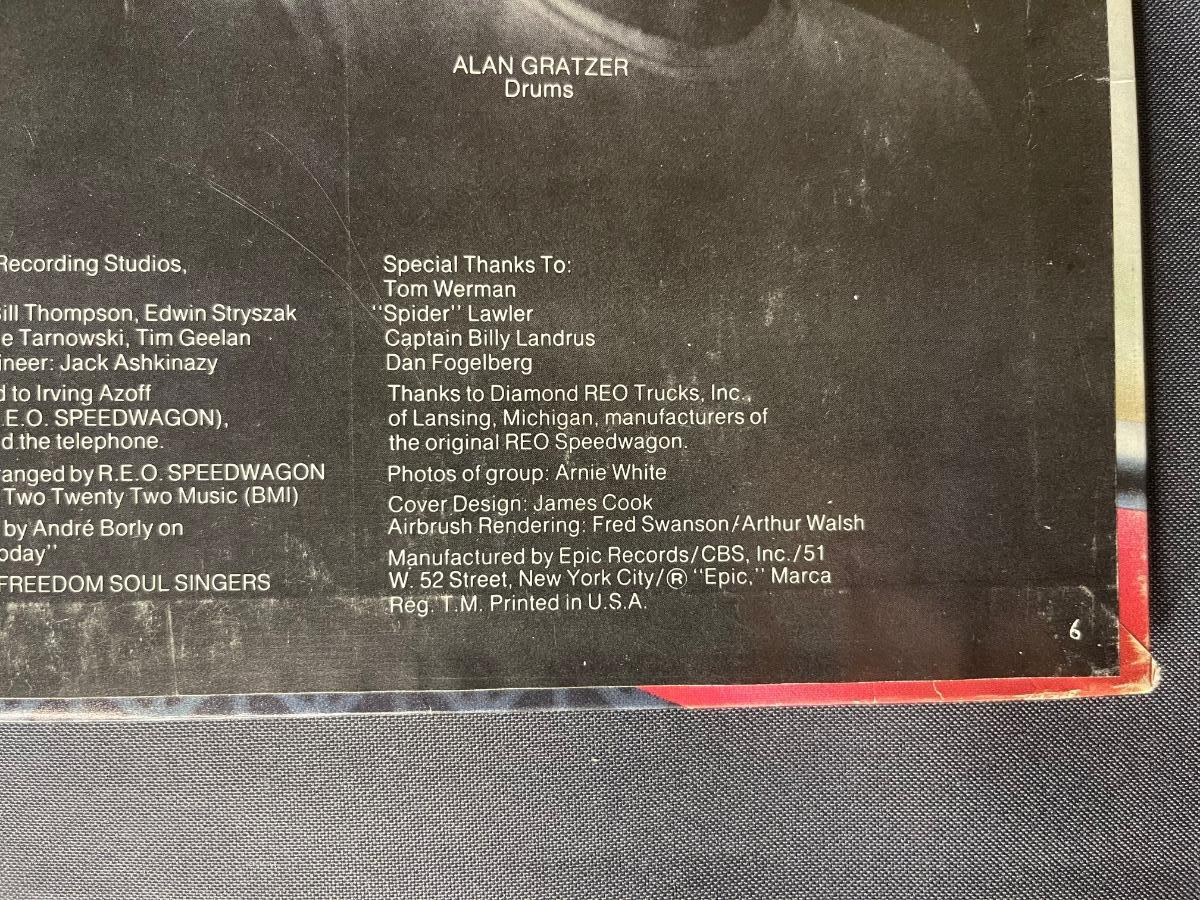 ALAN GRATZER
Drums
Recording Studios,
ill Thompson, Edwin Stryszak
e Tarnowski, Tim Geelan
ineer: Jack Ashkinazy
d to Irving Azoff
.E.O. SPEEDWAGON),
d the telephone.
ranged by R.E.O. SPEEDWAGON
Two Twenty Two Music (BMI)
by André Borly on
oday"
FREEDOM SOUL SINGERS
Special Thanks To:
Tom Werman
"Spider" Lawler
Captain Billy Landrus
Dan Fogelberg
Thanks to Diamond REO Trucks, Inc.,
of Lansing, Michigan, manufacturers of
the original REO Speedwagon.
Photos of group: Arnie White
Cover Design: James Cook
Airbrush Rendering: Fred Swanson/Arthur Walsh
Manufactured by Epic Records/CBS, Inc./51
W. 52 Street, New York City/® "Epic," Marca
Reg. T.M. Printed in U.S.A.
6